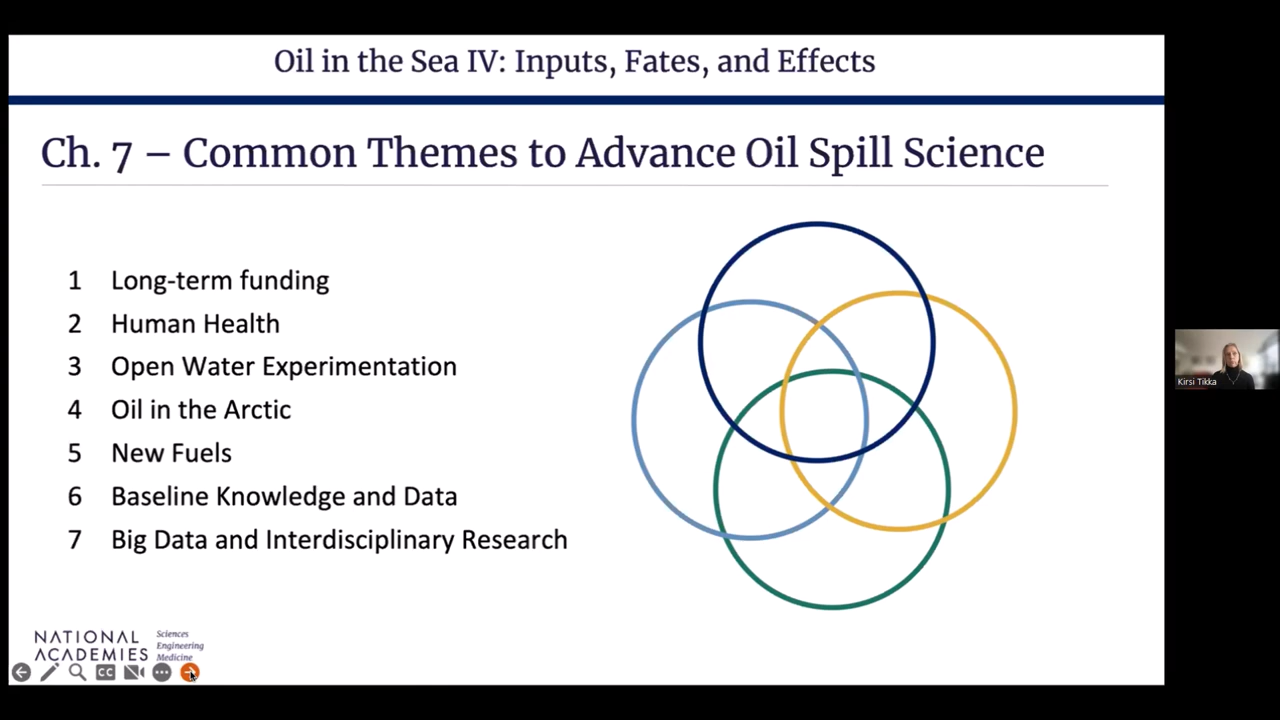 Oil in the Sea IV: Inputs, Fates, and Effects
Ch. 7 – Common Themes to Advance Oil Spill Science
1 Long-term funding
2 Human Health
3 Open Water Experimentation
4 Oil in the Arctic
5 New Fuels
6 Baseline Knowledge and Data
7 Big Data and Interdisciplinary Research
Kirsi Tikka
NATIONAL
ACADEMIES
Sciences
Engineering
Medicine
CC